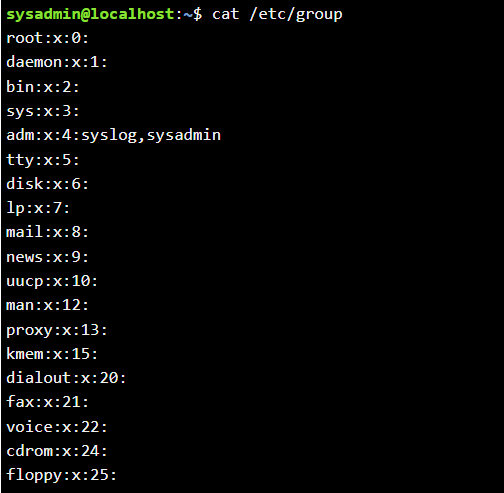 sysadmin@localhost:~$ cat /etc/group
root:x:0:
daemon:x:1:
bin:x:2:
sys:x:3:
adm:x:4:syslog,sysadmin
tty:x:5:
disk:x:6:
lp:x:7:
mail:x:8:
news:x:9:
uucp:x:10:
man:x:12:
proxy:x:13:
kmem:x:15:
dialout:x:20:
fax:x:21:
voice:x:22:
cdrom:x:24:
floppy:x:25: